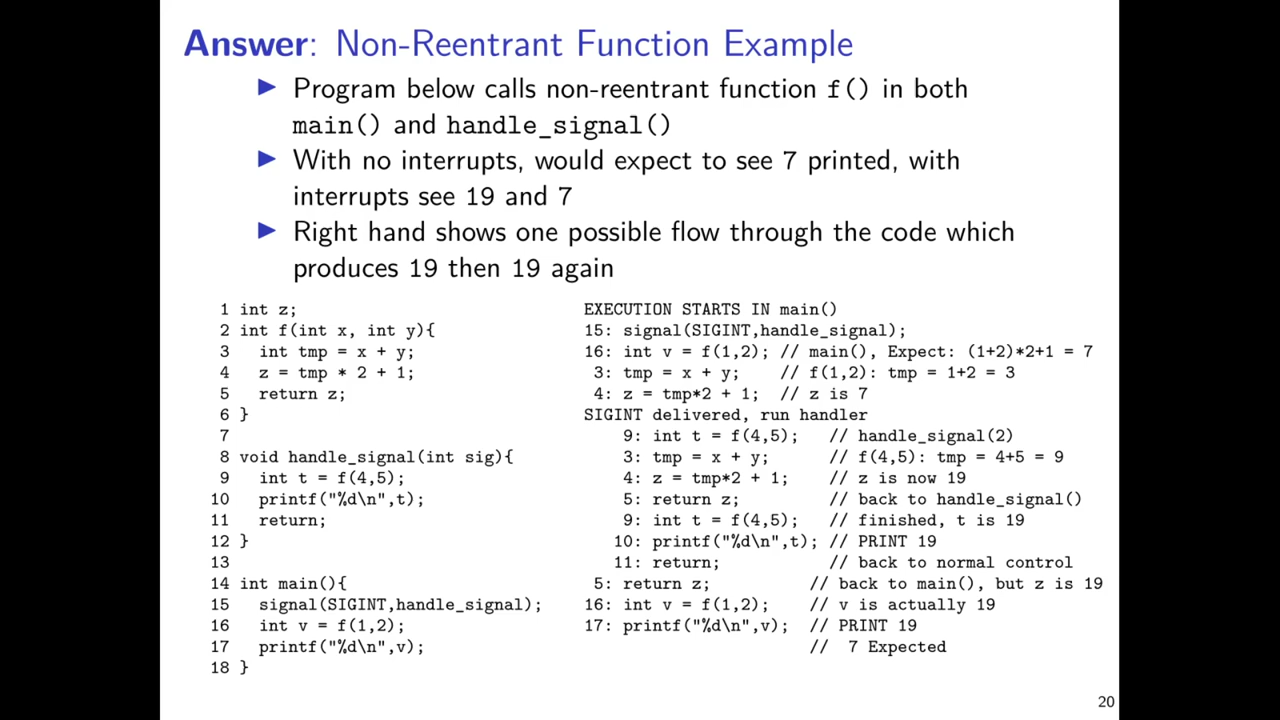 Answer: Non-Reentrant Function Example
▶ Program below calls non-reentrant function f() in both
main() and handle_signal()
▶ With no interrupts, would expect to see 7 printed, with
interrupts see 19 and 7
▶ Right hand shows one possible flow through the code which
produces 19 then 19 again
1 int z;
2 int f(int x, int y){
3   int tmp = x + y;
4   z = tmp * 2 + 1;
5   return z;
6 }
7
8 void handle_signal(int sig){
9   int t = f(4,5);
10   printf("%d\n",t);
11   return;
12 }
13
14 int main(){
15   signal(SIGINT,handle_signal);
16   int v = f(1,2);
17   printf("%d\n",v);
18 }
EXECUTION STARTS IN main()
15: signal(SIGINT,handle_signal);
16: int v = f(1,2); // main(), Expect: (1+2)*2+1 = 7
3: tmp = x + y;    // f(1,2): tmp = 1+2 = 3
4: z = tmp*2 + 1;  // z is 7
SIGINT delivered, run handler
9: int t = f(4,5);   // handle_signal(2)
3: tmp = x + y;      // f(4,5): tmp = 4+5 = 9
4: z = tmp*2 + 1;    // z is now 19
5: return z;         // back to handle_signal()
9: int t = f(4,5);   // finished, t is 19
10: printf("%d\n",t); // PRINT 19
11: return;           // back to normal control
5: return z;          // back to main(), but z is 19
16: int v = f(1,2);    // v is actually 19
17: printf("%d\n",v);  // PRINT 19
//  7 Expected
20